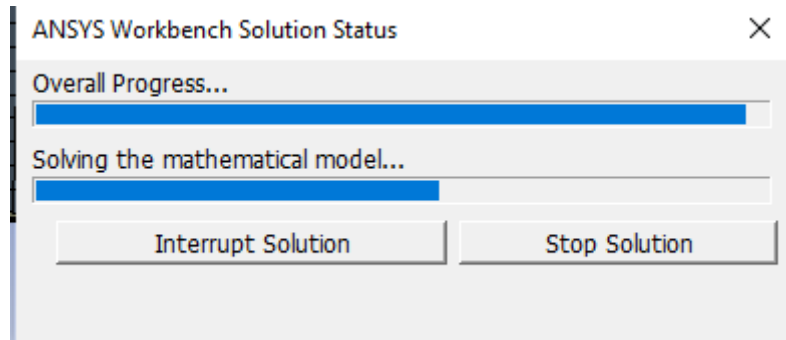 ANSYS Workbench Solution Status
Overall Progress...
Solving the mathematical model...
Interrupt Solution
Stop Solution